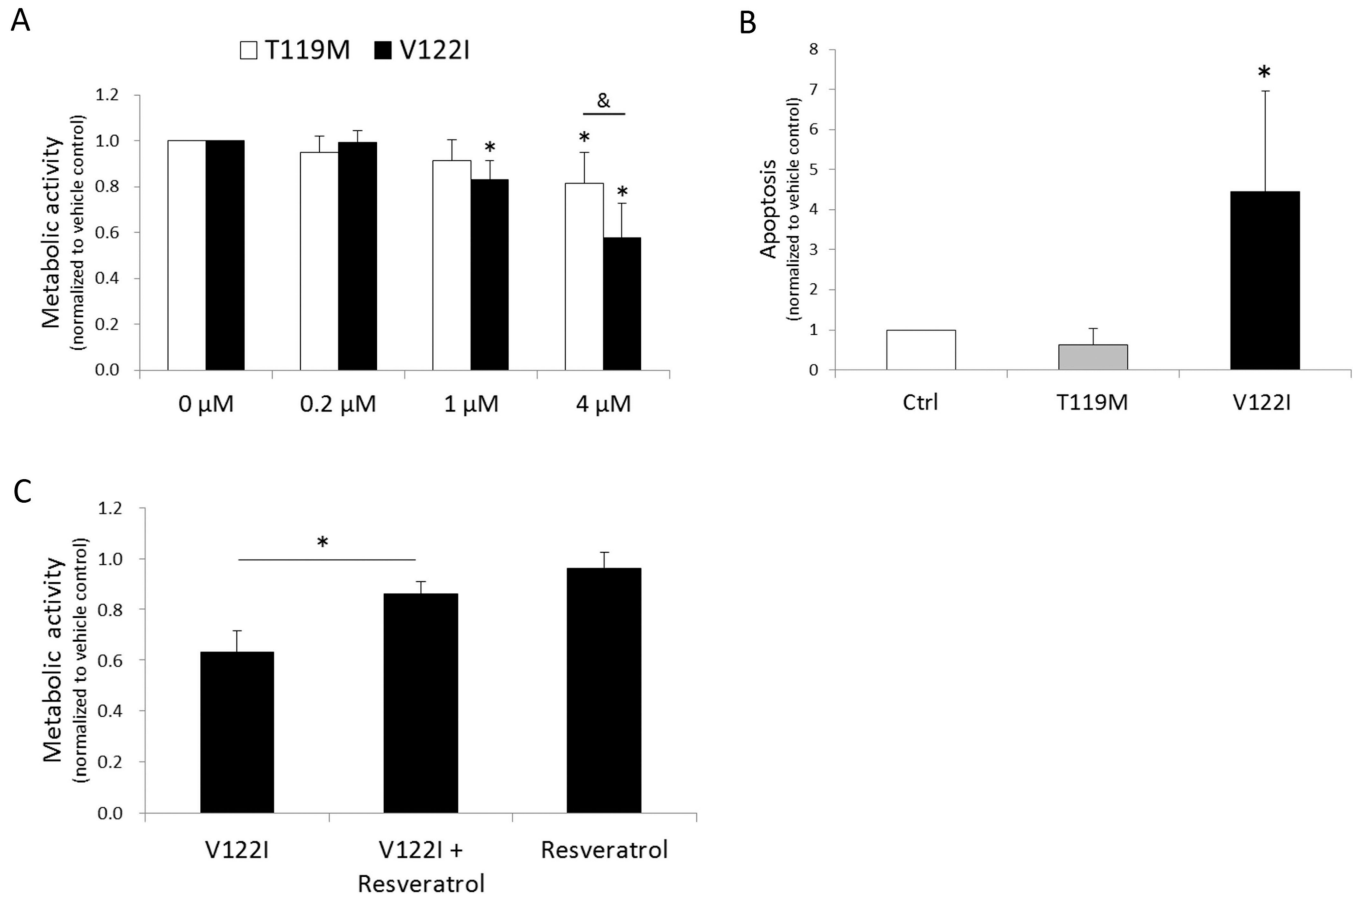 A
T119M V122I
Metabolic activity
(normalized to vehicle control)
1.2
1.0
0.8
0.6
0.4
0.2
0.0
*
*
*
&
0 µM 0.2 µM 1 µM 4 µM
B
Apoptosis
(normalized to vehicle control)
8
7
6
5
4
3
2
1
0
*
Ctrl T119M V122I
C
Metabolic activity
(normalized to vehicle control)
1.2
1.0
0.8
0.6
0.4
0.2
0.0
*
V122I V122I + Resveratrol
Resveratrol